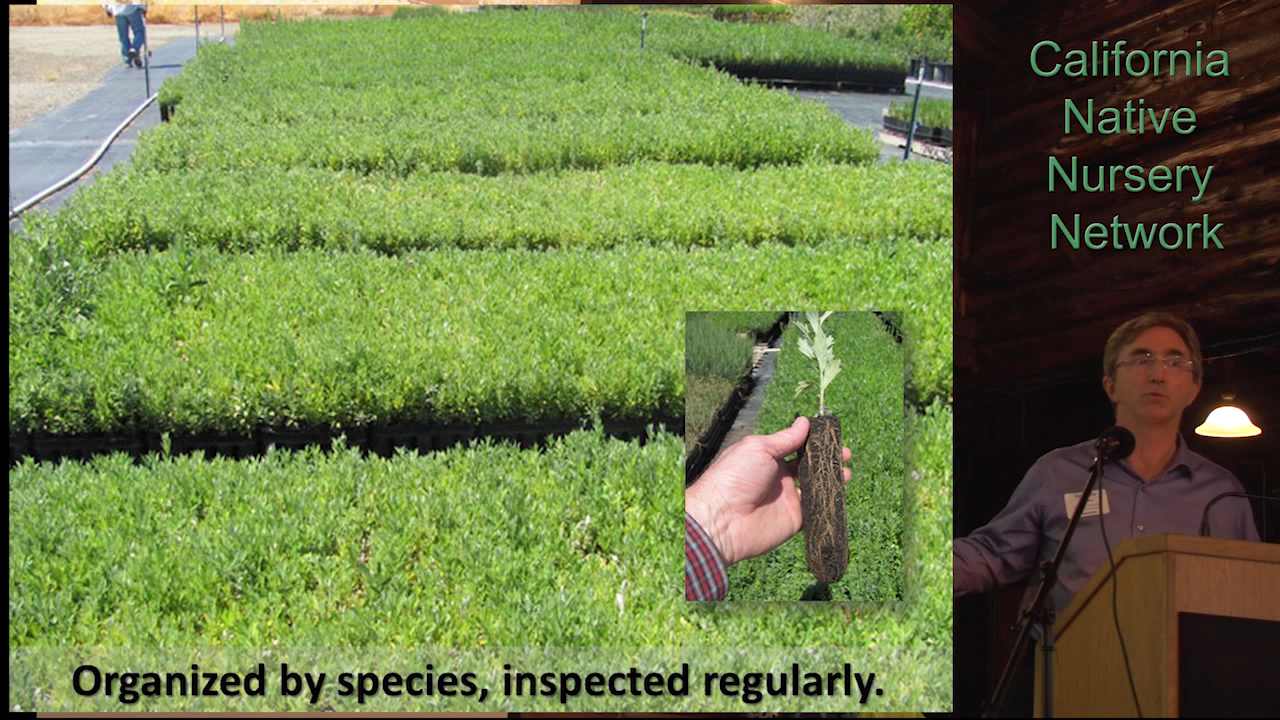 California
Native
Nursery
Network
Organized by species, inspected regularly.